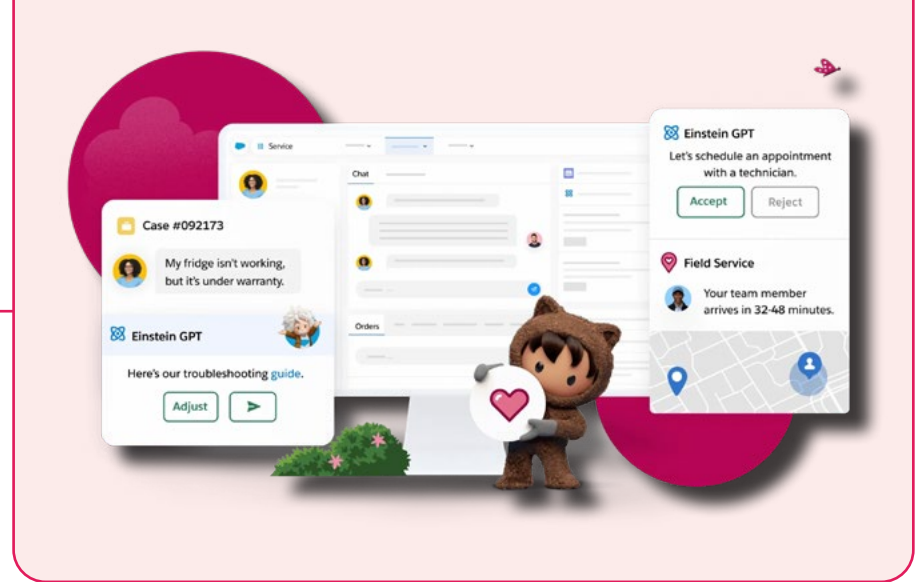 Service
Chat
Orders
Case #092173
My fridge isn't working,
but it's under warranty.
Einstein GPT
Here's our troubleshooting guide.
Adjust
Einstein GPT
Let's schedule an appointment
with a technician.
Accept
Reject
Field Service
Your team member
arrives in 32-48 minutes.